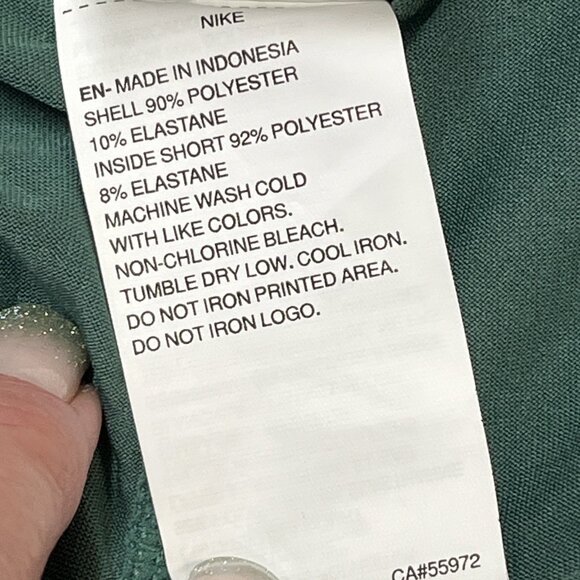 NIKE
EN- MADE IN INDONESIA
SHELL 90% POLYESTER
10% ELASTANE
INSIDE SHORT 92% POLYESTER
8% ELASTANE
MACHINE WASH COLD
WITH LIKE COLORS.
NON-CHLORINE BLEACH.
TUMBLE DRY LOW. COOL IRON.
DO NOT IRON PRINTED AREA.
DO NOT IRON LOGO.
CA#55972